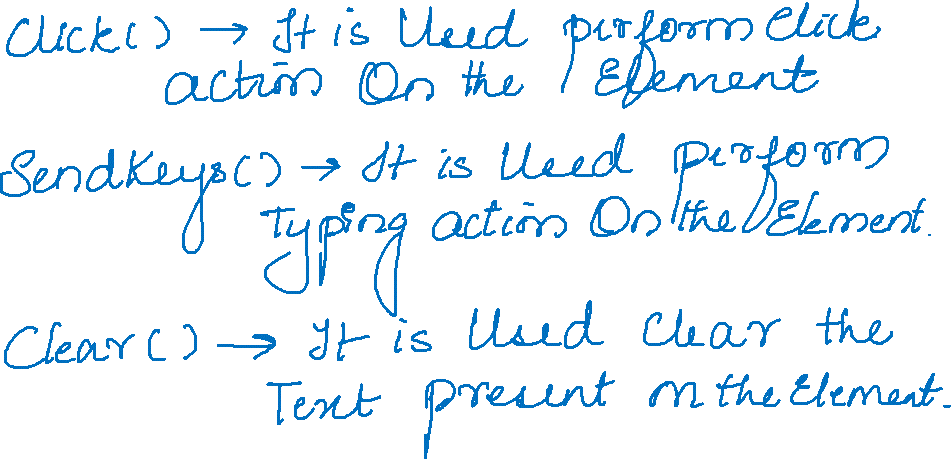 Click() → It is Used perform Click
action On the Element
SendKeys() → It is Used perform
Typing action On the Element.
Clear() → It is Used Clear the
Text present on the Element.